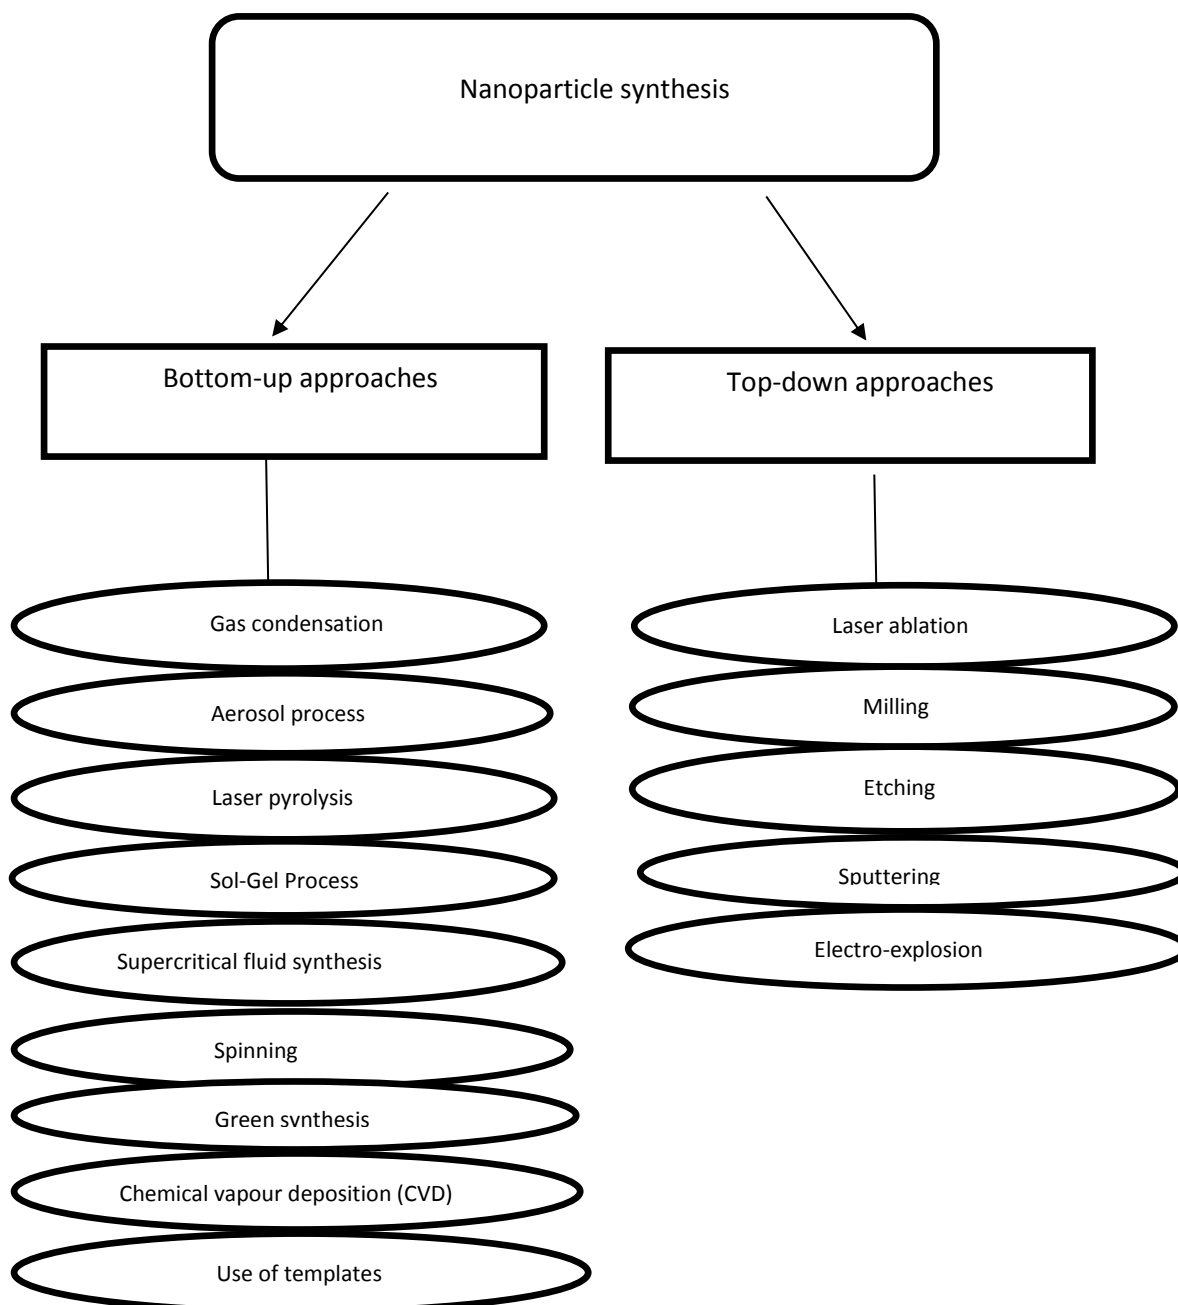 Nanoparticle synthesis
Bottom-up approaches
Top-down approaches
Gas condensation
Aerosol process
Laser pyrolysis
Sol-Gel Process
Supercritical fluid synthesis
Spinning
Green synthesis
Chemical vapour deposition (CVD)
Use of templates
Laser ablation
Milling
Etching
Sputtering
Electro-explosion